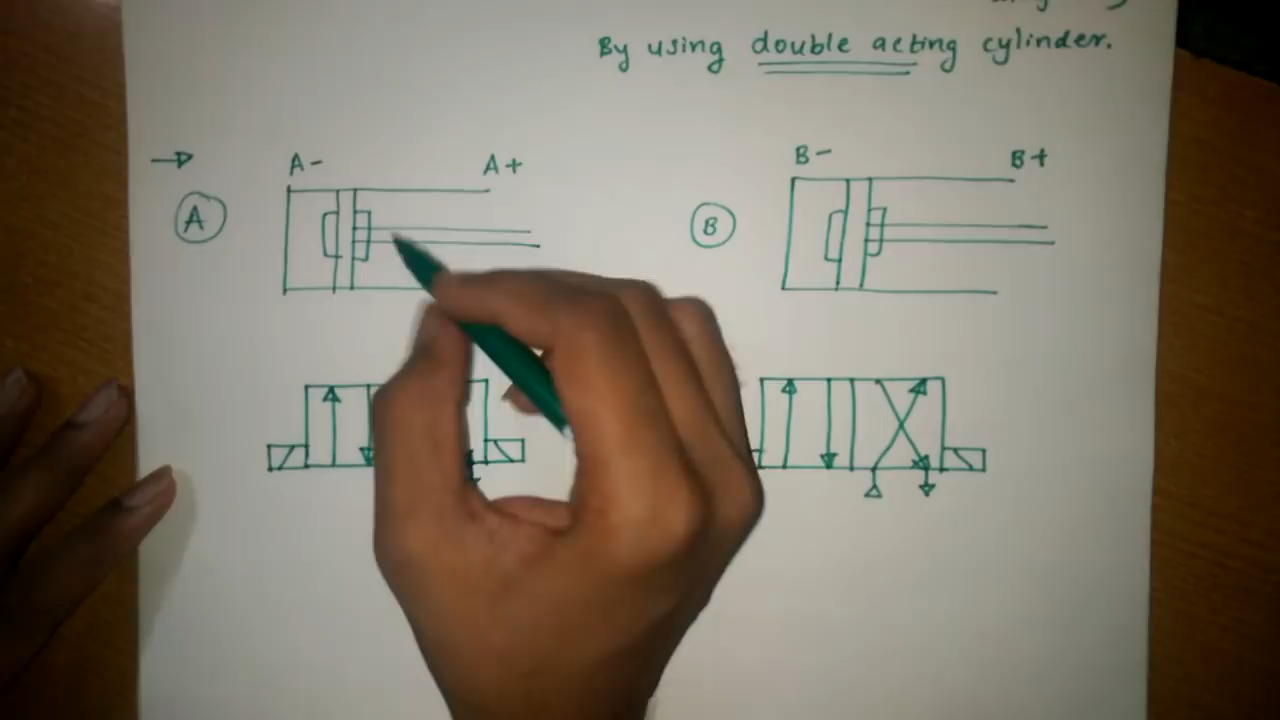 By using double acting cylinder.
A- A+
B- B+
A
B